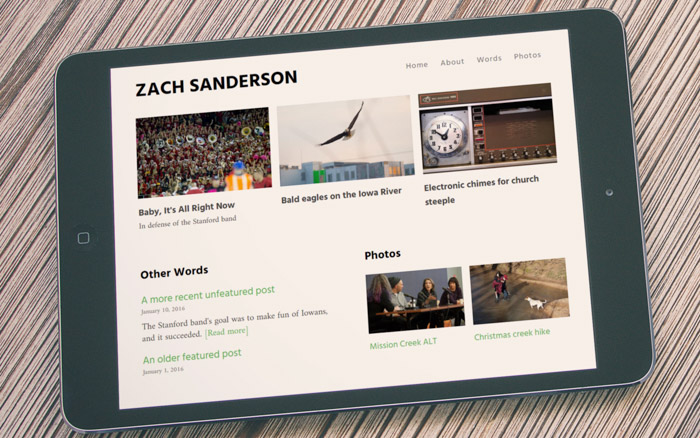 ZACH SANDERSON
Home About Words Photos
Baby, It's All Right Now
In defense of the Stanford band
Bald eagles on the Iowa River
Electronic chimes for church
steeple
Other Words
A more recent unfeatured post
January 10, 2016
The Stanford band's goal was to make fun of Iowans,
and it succeeded. [Read more]
An older featured post
January 1, 2016
Photos
Mission Creek ALT
Christmas creek hike